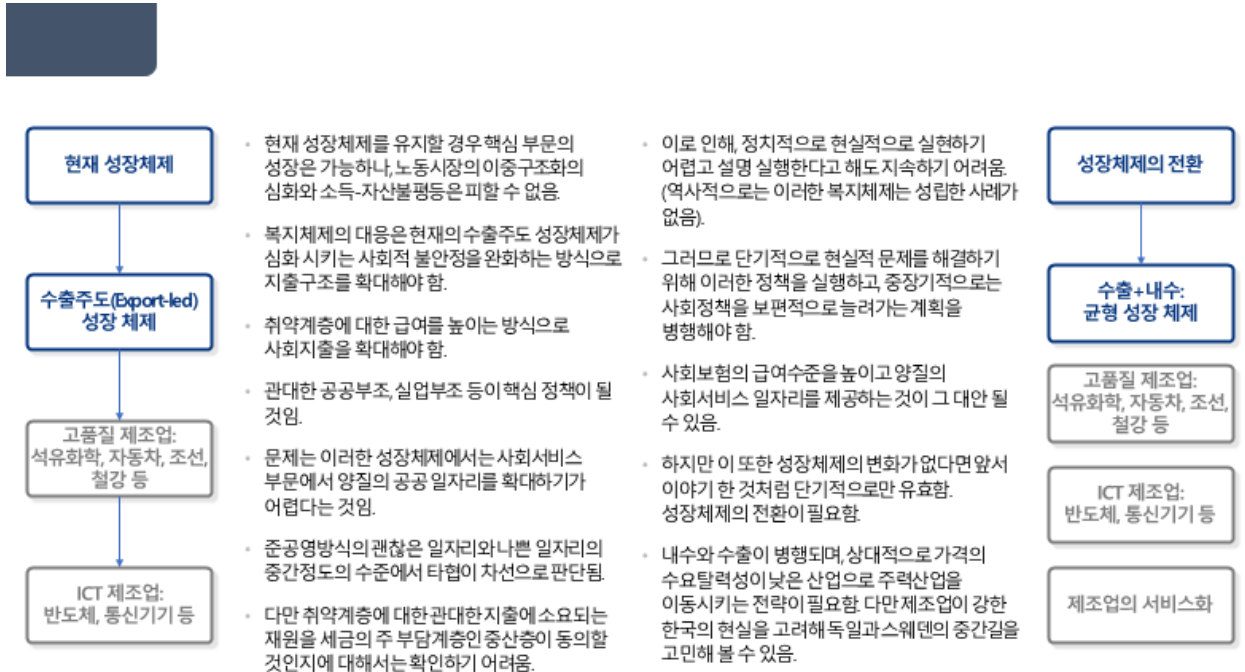 현재 성장체제
수출주도(Export-led)
성장 체제
고품질 제조업:
석유화학, 자동차, 조선,
철강 등
ICT 제조업:
반도체, 통신기기 등
• 현재 성장체제를 유지할 경우 핵심 부문의
성장은 가능하나, 노동시장의 이중구조화의
심화와 소득-자산불평등은 피할 수 없음.
• 복지체제의 대응은 현재의 수출주도 성장체제가
심화 시키는 사회적 불안정을 완화하는 방식으로
지출구조를 확대해야 함.
• 취약계층에 대한 급여를 높이는 방식으로
사회지출을 확대해야 함.
• 관대한 공공부조, 실업부조 등이 핵심 정책이 될
것임.
• 문제는 이러한 성장체제에서는 사회서비스
부문에서 양질의 공공 일자리를 확대하기가
어렵다는 것임.
• 준공영방식의 괜찮은 일자리와 나쁜 일자리의
중간정도의 수준에서 타협이 차선으로 판단됨.
• 다만 취약계층에 대한 관대한 지출에 소요되는
재원을 세금의 주 부담계층인 중산층이 동의할
것인지에 대해서는 확인하기 어려움.
• 이로 인해, 정치적으로 현실적으로 실현하기
어렵고 설명 실행한다고 해도 지속하기 어려움.
(역사적으로는 이러한 복지체제는 성립한 사례가
없음).
• 그러므로 단기적으로 현실적 문제를 해결하기
위해 이러한 정책을 실행하고, 중장기적으로는
사회정책을 보편적으로 늘려가는 계획을
병행해야 함.
• 사회보험의 급여수준을 높이고 양질의
사회서비스 일자리를 제공하는 것이 그 대안 될
수 있음.
• 하지만 이 또한 성장체제의 변화가 없다면 앞서
이야기 한 것처럼 단기적으로만 유효함.
성장체제의 전환이 필요함.
• 내수와 수출이 병행되며, 상대적으로 가격의
수요탈력성이 낮은 산업으로 주력산업을
이동시키는 전략이 필요함. 다만 제조업이 강한
한국의 현실을 고려해 독일과 스웨덴의 중간길을
고민해 볼 수 있음.
성장체제의 전환
수출+내수:
균형 성장 체제
고품질 제조업:
석유화학, 자동차, 조선,
철강 등
ICT 제조업:
반도체, 통신기기 등
제조업의 서비스화